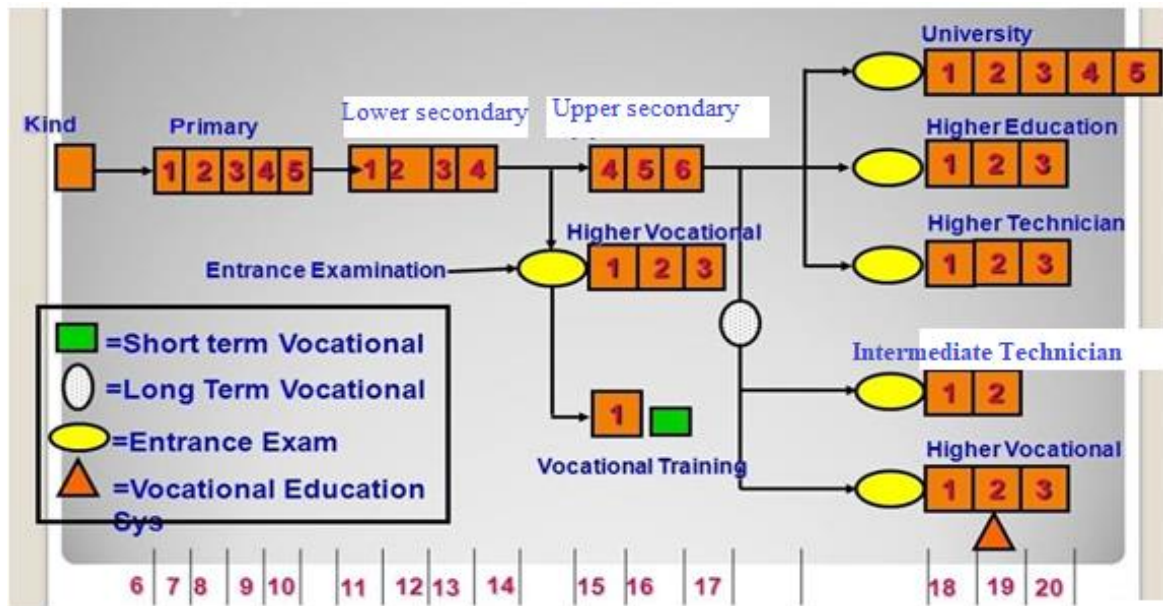 University
1 2 3 4 5
Kind
Primary
Lower secondary
Upper secondary
Higher Education
1 2 3 4 5
1 2 3 4
4 5 6
1 2 3
Higher Vocational
Higher Technician
Entrance Examination
1 2 3
1 2 3
=Short term Vocational
=Long Term Vocational
=Entrance Exam
=Vocational Education
Sys
1
Vocational Training
Intermediate Technician
1 2
Higher Vocational
1 2 3
6 7 8 9 10 11 12 13 14 15 16 17 18 19 20